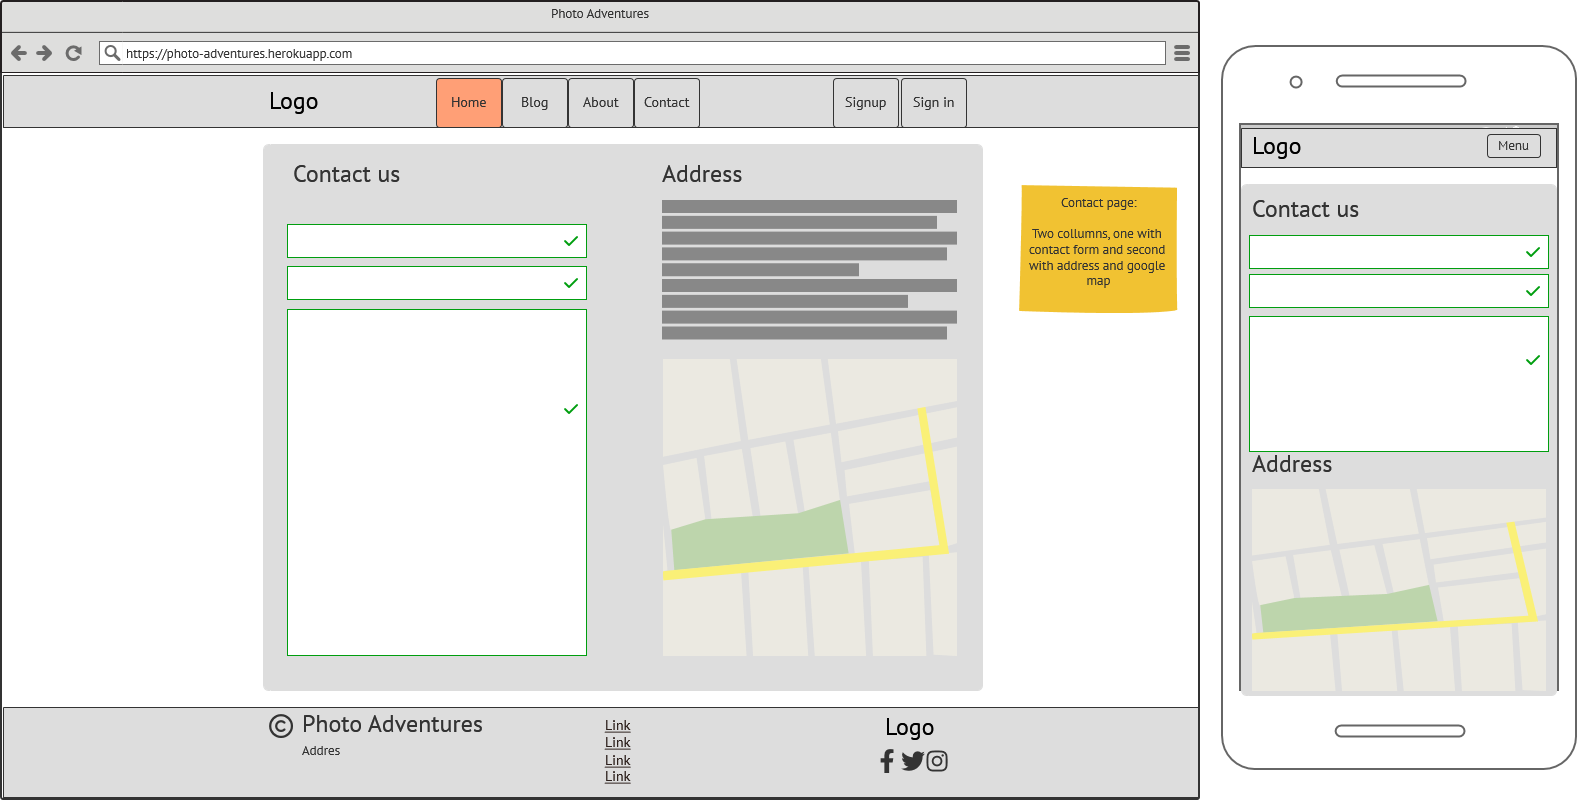 Photo Adventures
https://photo-adventures.herokuapp.com
Logo
Home
Blog
About
Contact
Signup
Sign in
Contact us
Address
Contact page:
Two collumns, one with
contact form and second
with address and google
map
© Photo Adventures
Addres
Link
Link
Link
Link
Logo
Logo
Menu
Contact us
Address